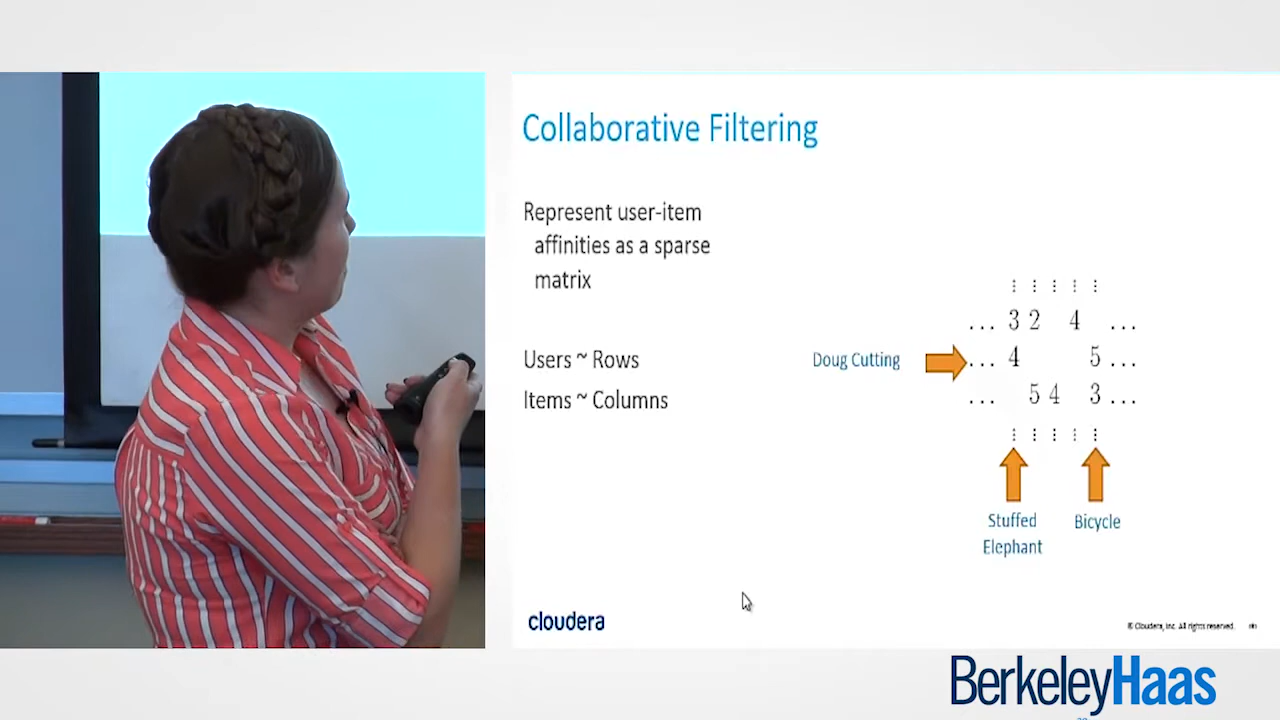 Collaborative Filtering
Represent user-item
affinities as a sparse
matrix
Users ~ Rows
Items ~ Columns
⋮ ⋮ ⋮ ⋮ ⋮
... 3 2 4 ...
Doug Cutting
... 4 5 ...
... 5 4 3 ...
⋮ ⋮ ⋮ ⋮ ⋮
Stuffed
Elephant
Bicycle
cloudera
© Cloudera, Inc. All rights reserved.
BerkeleyHaas